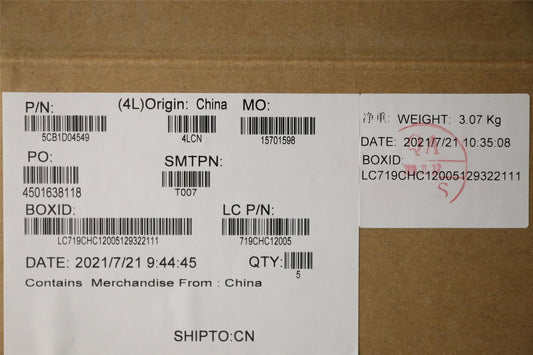 P/N:
(4L)Origin: China
MO:
5CB1D04549
4LCN
15701598
PO:
SMTPN:
4501638118
T007
BOXID:
LC P/N:
LC719CHC12005129322111
719CHC12005
DATE: 2021/7/21 9:44:45
QTY:
5
Contains Merchandise From : China
SHIPTO:CN
净重: WEIGHT: 3.07 Kg
DATE: 2021/7/21 10:35:08
BOXID:
LC719CHC12005129322111
QA
S